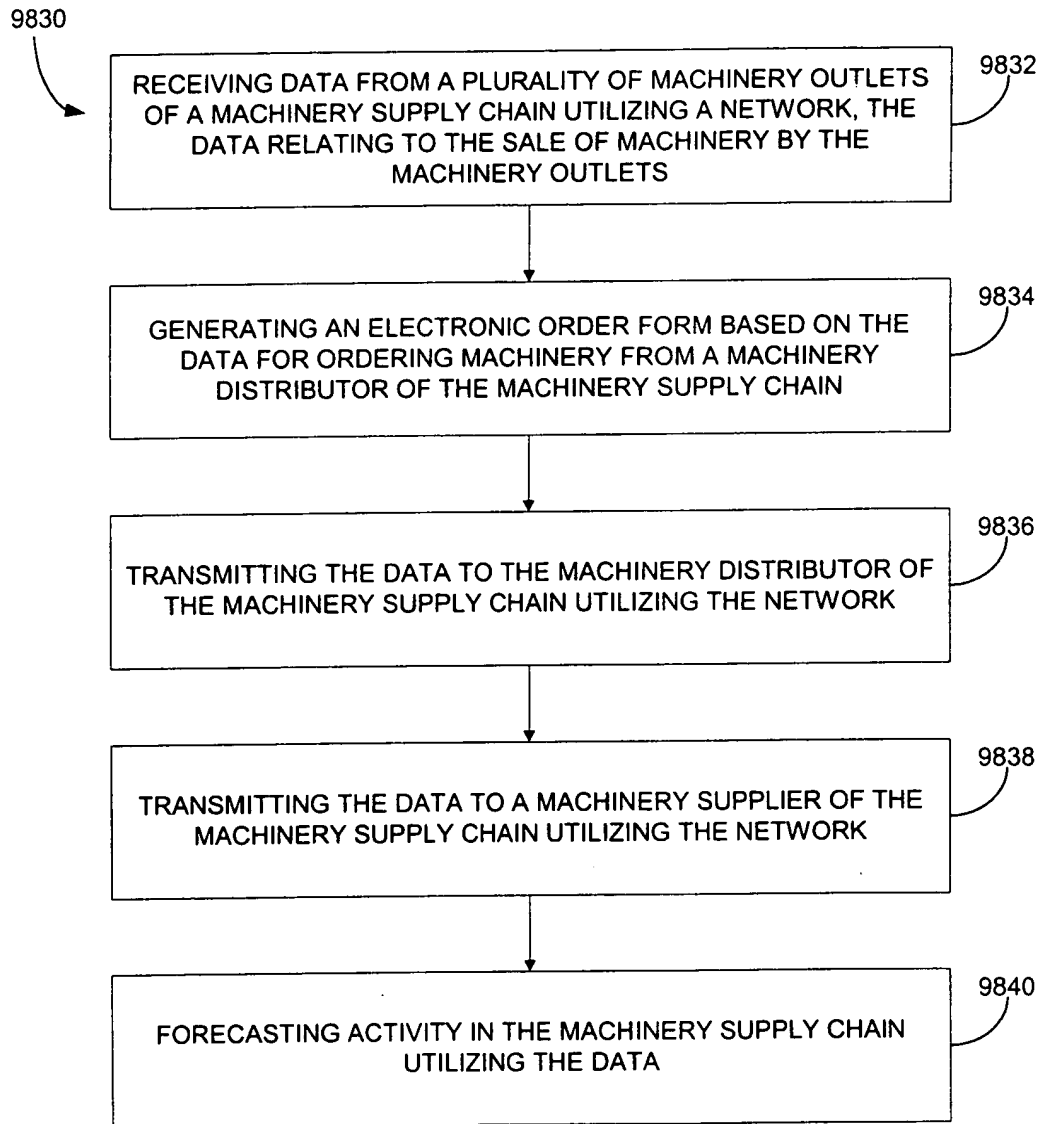 9830
RECEIVING DATA FROM A PLURALITY OF MACHINERY OUTLETS
OF A MACHINERY SUPPLY CHAIN UTILIZING A NETWORK, THE
DATA RELATING TO THE SALE OF MACHINERY BY THE
MACHINERY OUTLETS
9832
GENERATING AN ELECTRONIC ORDER FORM BASED ON THE
DATA FOR ORDERING MACHINERY FROM A MACHINERY
DISTRIBUTOR OF THE MACHINERY SUPPLY CHAIN
9834
TRANSMITTING THE DATA TO THE MACHINERY DISTRIBUTOR OF
THE MACHINERY SUPPLY CHAIN UTILIZING THE NETWORK
9836
TRANSMITTING THE DATA TO A MACHINERY SUPPLIER OF THE
MACHINERY SUPPLY CHAIN UTILIZING THE NETWORK
9838
FORECASTING ACTIVITY IN THE MACHINERY SUPPLY CHAIN
UTILIZING THE DATA
9840